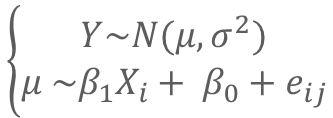 Y~N(μ, σ²)
μ ~β₁Xᵢ + β₀ + eᵢⱼ